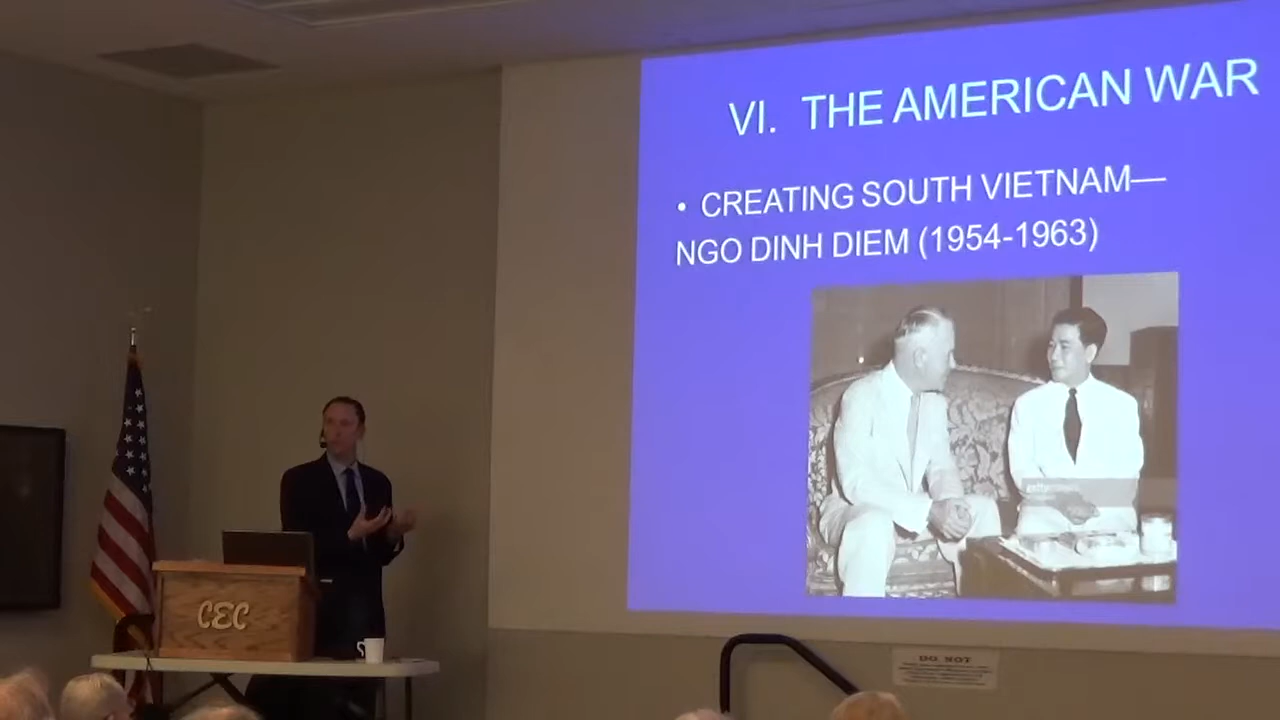 VI. THE AMERICAN WAR
• CREATING SOUTH VIETNAM—
NGO DINH DIEM (1954-1963)
CEC
DO NOT